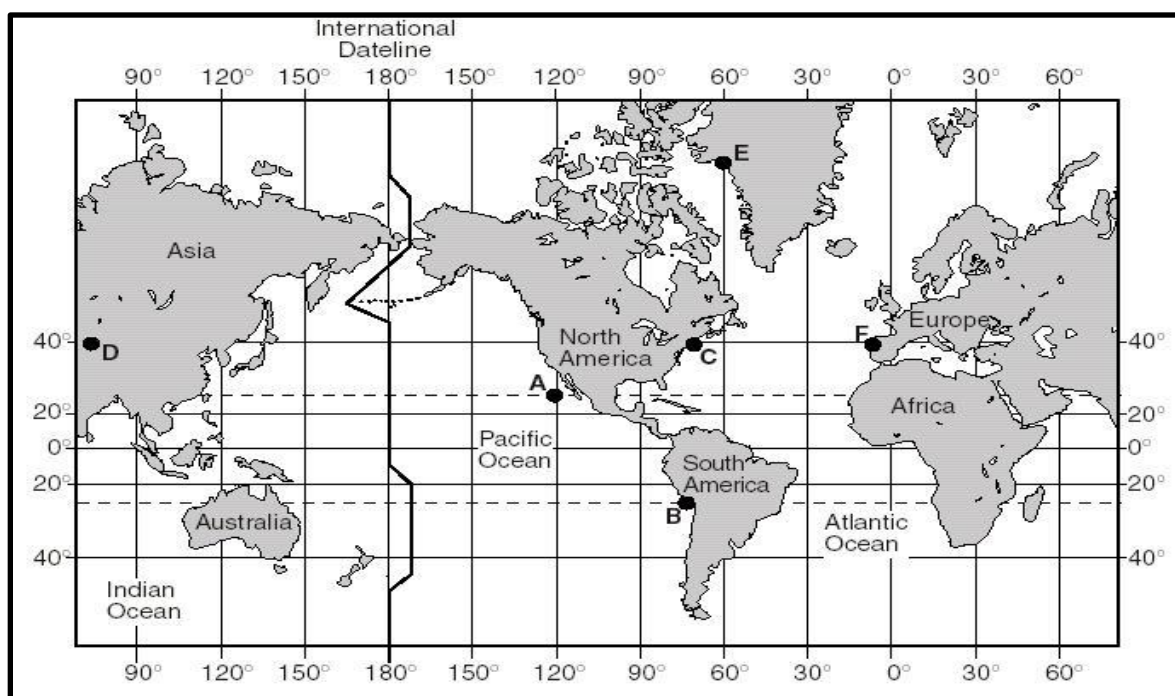 International
Dateline
90° 120° 150° 180° 150° 120° 90° 60° 30° 0° 30° 60°
E
Asia
North
America
Europe
F
40° 40°
D
C
A
Africa
20° 20°
Pacific
Ocean
0° 0°
South
America
20° 20°
B
Australia
Atlantic
Ocean
40° 40°
Indian
Ocean
90° 120° 150° 180° 150° 120° 90° 60° 30° 0° 30° 60°